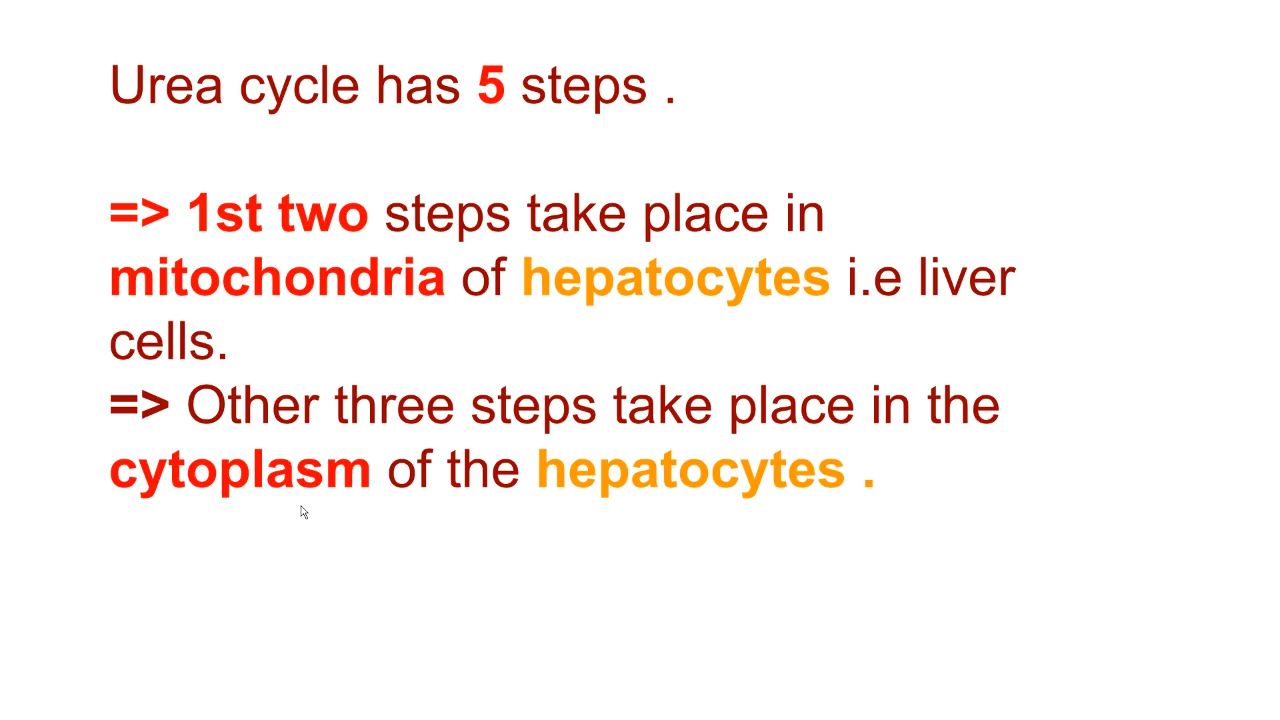 Urea cycle has 5 steps .
=> 1st two steps take place in
mitochondria of hepatocytes i.e liver
cells.
=> Other three steps take place in the
cytoplasm of the hepatocytes .